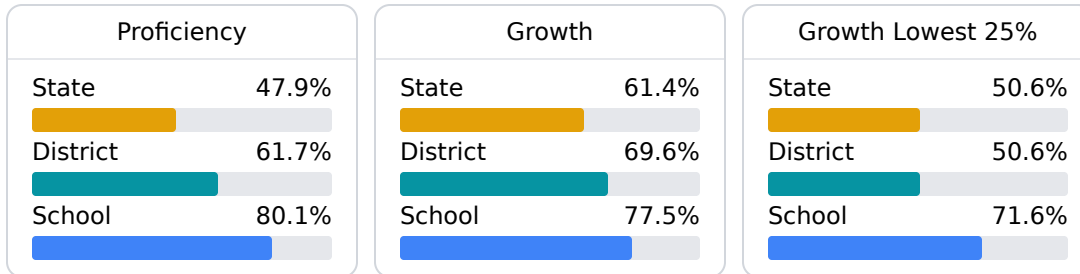 Proficiency
State 47.9%
District 61.7%
School 80.1%
Growth
State 61.4%
District 69.6%
School 77.5%
Growth Lowest 25%
State 50.6%
District 50.6%
School 71.6%